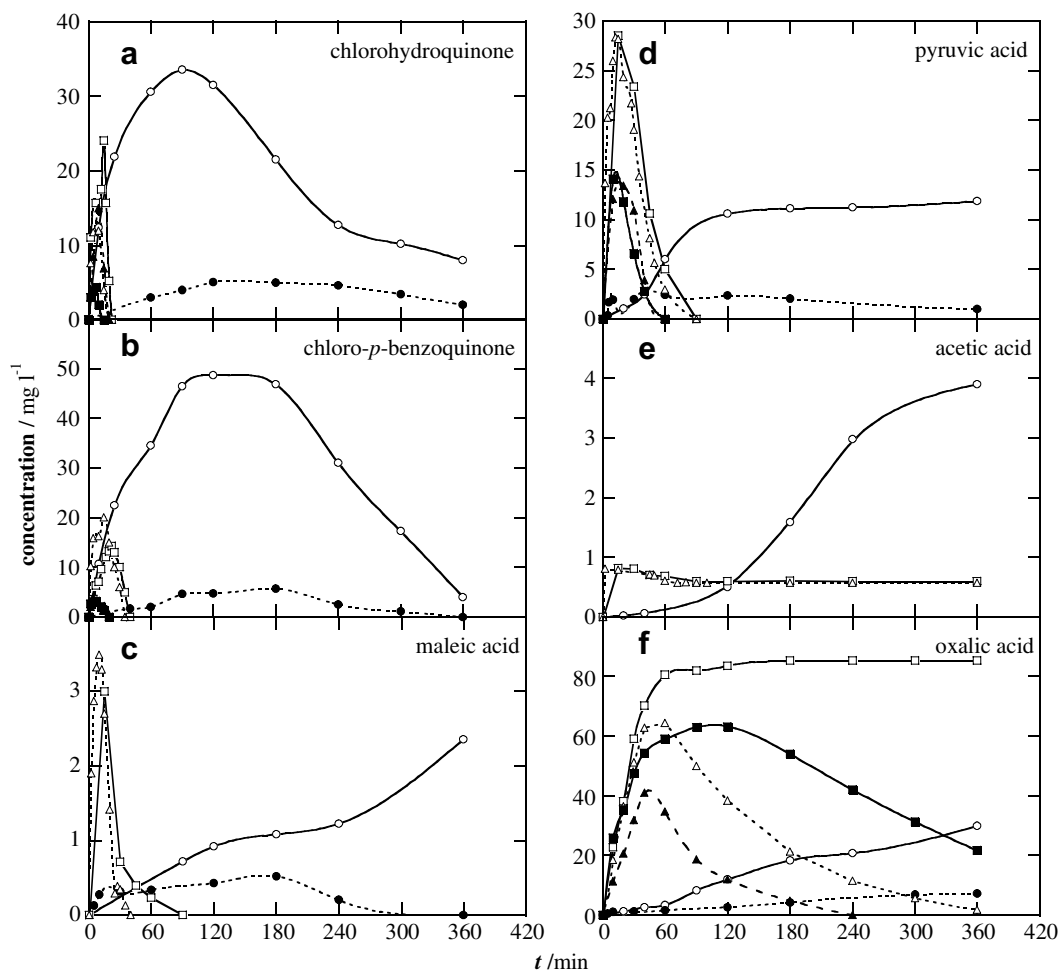 a
chlorohydroquinone
40
30
20
10
0
b
chloro-p-benzoquinone
50
40
30
20
10
0
c
maleic acid
3
2
1
0
0 60 120 180 240 300 360 420
concentration / mg l⁻¹
d
pyruvic acid
30
25
20
15
10
5
0
e
acetic acid
4
3
2
1
0
f
oxalic acid
80
60
40
20
0
0 60 120 180 240 300 360 420
t /min